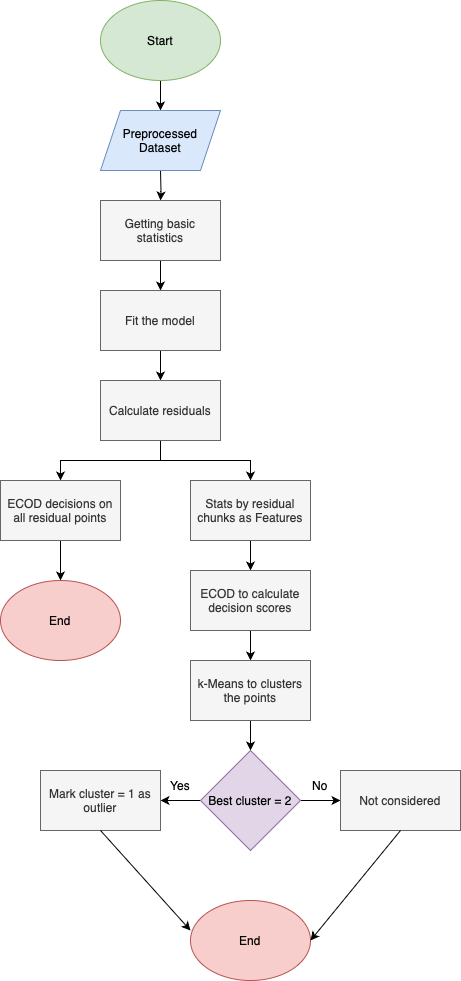 Start
Preprocessed
Dataset
Getting basic
statistics
Fit the model
Calculate residuals
ECOD decisions on
all residual points
Stats by residual
chunks as Features
End
ECOD to calculate
decision scores
k-Means to clusters
the points
Yes
No
Mark cluster = 1 as
outlier
Best cluster = 2
Not considered
End